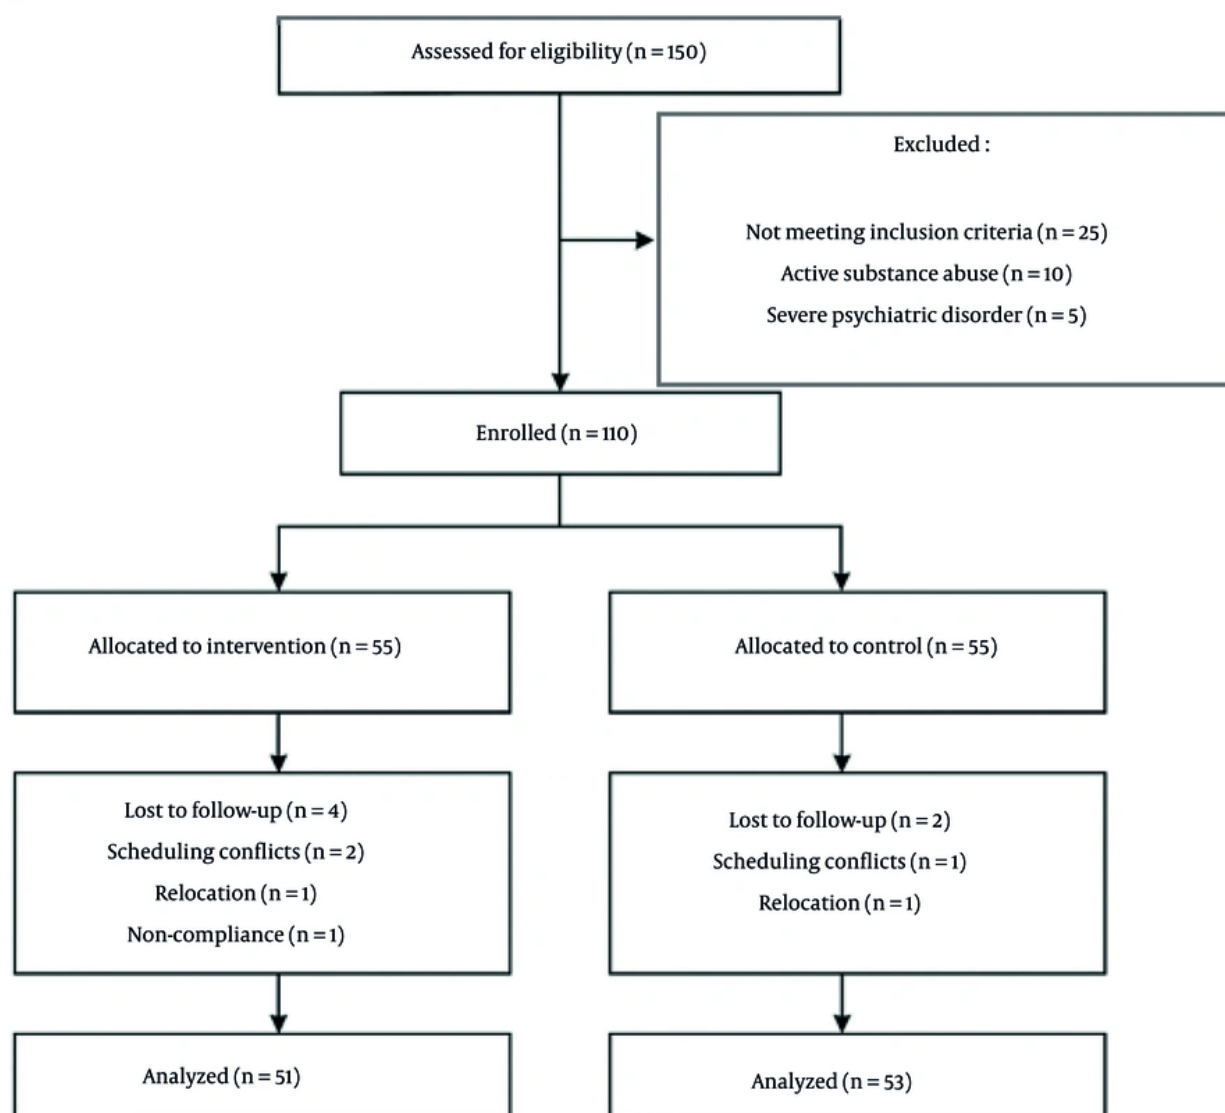 Assessed for eligibility (n = 150)
Excluded :
Not meeting inclusion criteria (n = 25)
Active substance abuse (n = 10)
Severe psychiatric disorder (n = 5)
Enrolled (n = 110)
Allocated to intervention (n = 55)
Allocated to control (n = 55)
Lost to follow-up (n = 4)
Scheduling conflicts (n = 2)
Relocation (n = 1)
Non-compliance (n = 1)
Lost to follow-up (n = 2)
Scheduling conflicts (n = 1)
Relocation (n = 1)
Analyzed (n = 51)
Analyzed (n = 53)